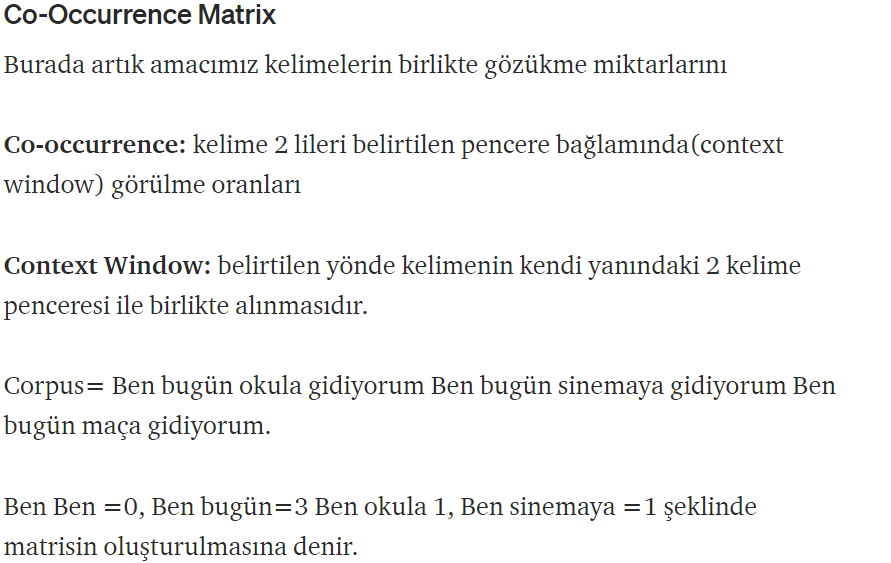 Co-Occurrence Matrix
Burada artık amacımız kelimelerin birlikte gözükme miktarlarını
Co-occurrence: kelime 2 lileri belirtilen pencere bağlamında(context
window) görülme oranları
Context Window: belirtilen yönde kelimenin kendi yanındaki 2 kelime
penceresi ile birlikte alınmasıdır.
Corpus= Ben bugün okula gidiyorum Ben bugün sinemaya gidiyorum Ben
bugün maça gidiyorum.
Ben Ben =0, Ben bugün=3 Ben okula 1, Ben sinemaya =1 şeklinde
matrisin oluşturulmasına denir.